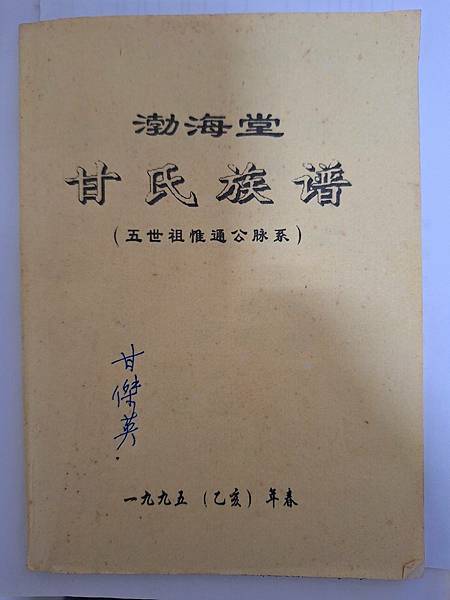 渤海堂
甘氏族谱
(五世祖惟通公脉系)
甘傑英.
一九九五 (乙亥) 年春